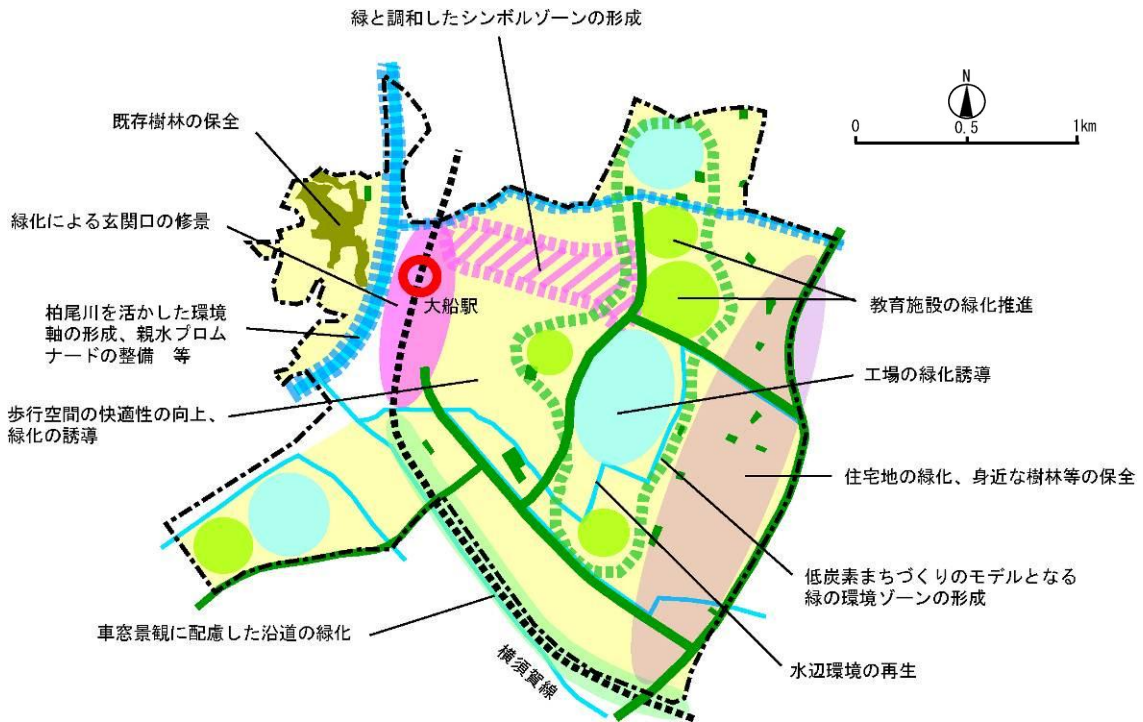 緑と調和したシンボルゾーンの形成
N
0
0.5
1km
既存樹林の保全
緑化による玄関口の修景
大船駅
柏尾川を活かした環境
軸の形成、親水プロム
ナードの整備　等
教育施設の緑化推進
工場の緑化誘導
歩行空間の快適性の向上、
緑化の誘導
住宅地の緑化、身近な樹林等の保全
低炭素まちづくりのモデルとなる
緑の環境ゾーンの形成
車窓景観に配慮した沿道の緑化
横須賀線
水辺環境の再生